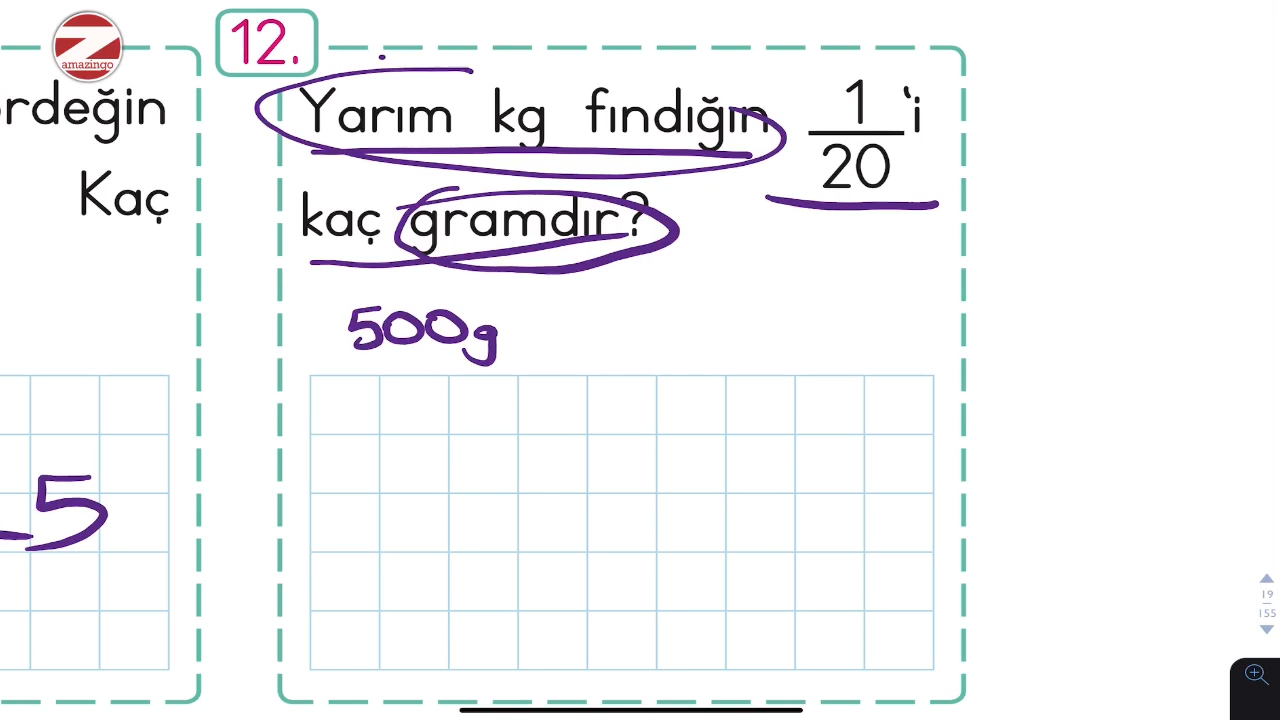 amazingo
12.
rdeğin
Kaç
5
Yarım kg fındığın 1/20 'i
kaç gramdır?
500g
19
155